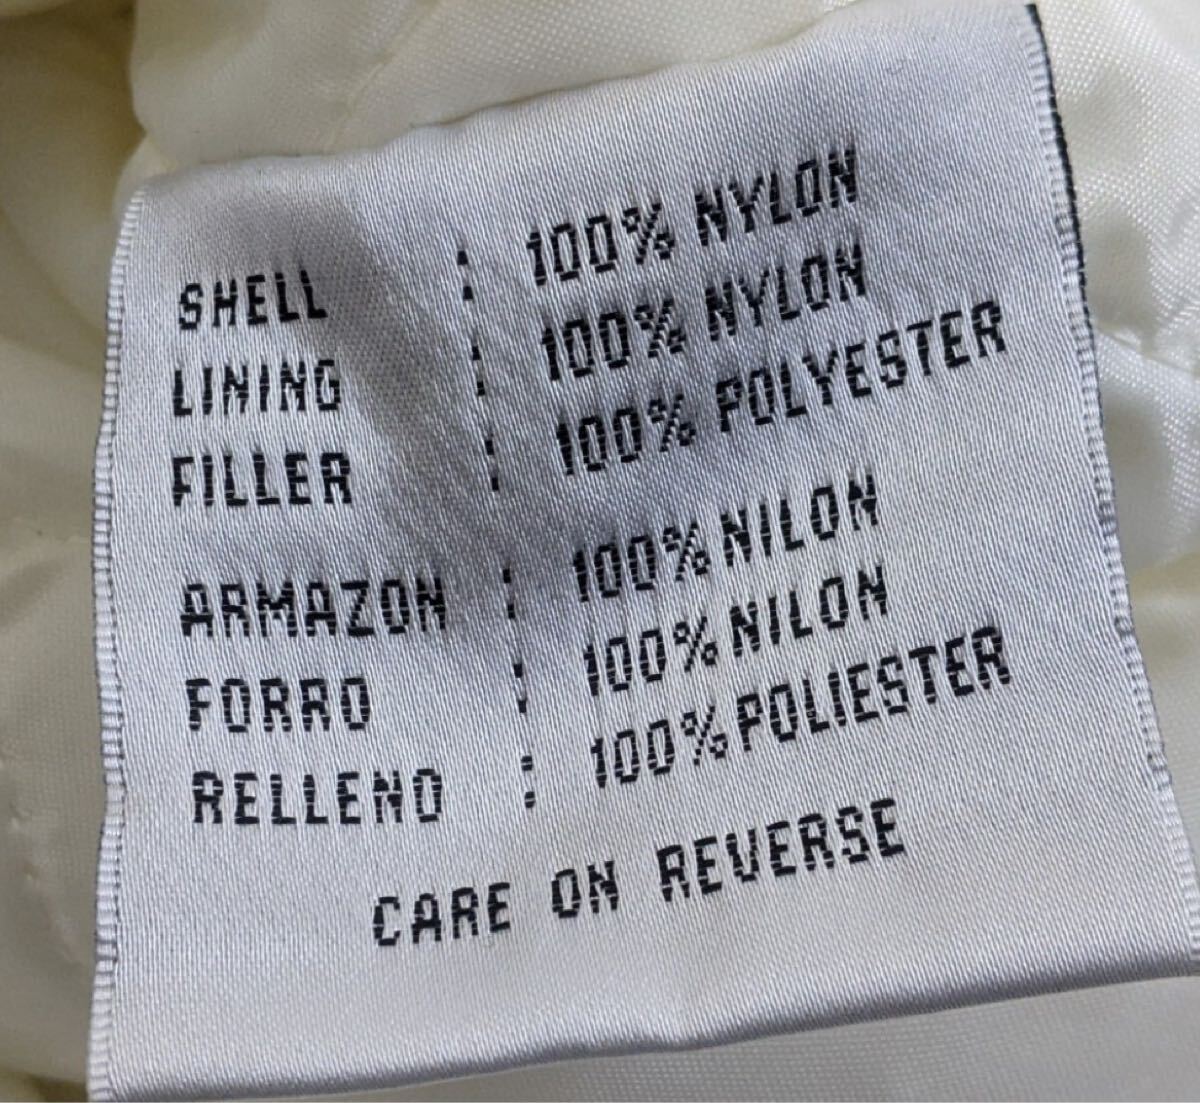 SHELL : 100% NYLON
LINING : 100% NYLON
FILLER : 100% POLYESTER
ARMAZON : 100% NILON
FORRO : 100% NILON
RELLENO : 100% POLIESTER
CARE ON REVERSE